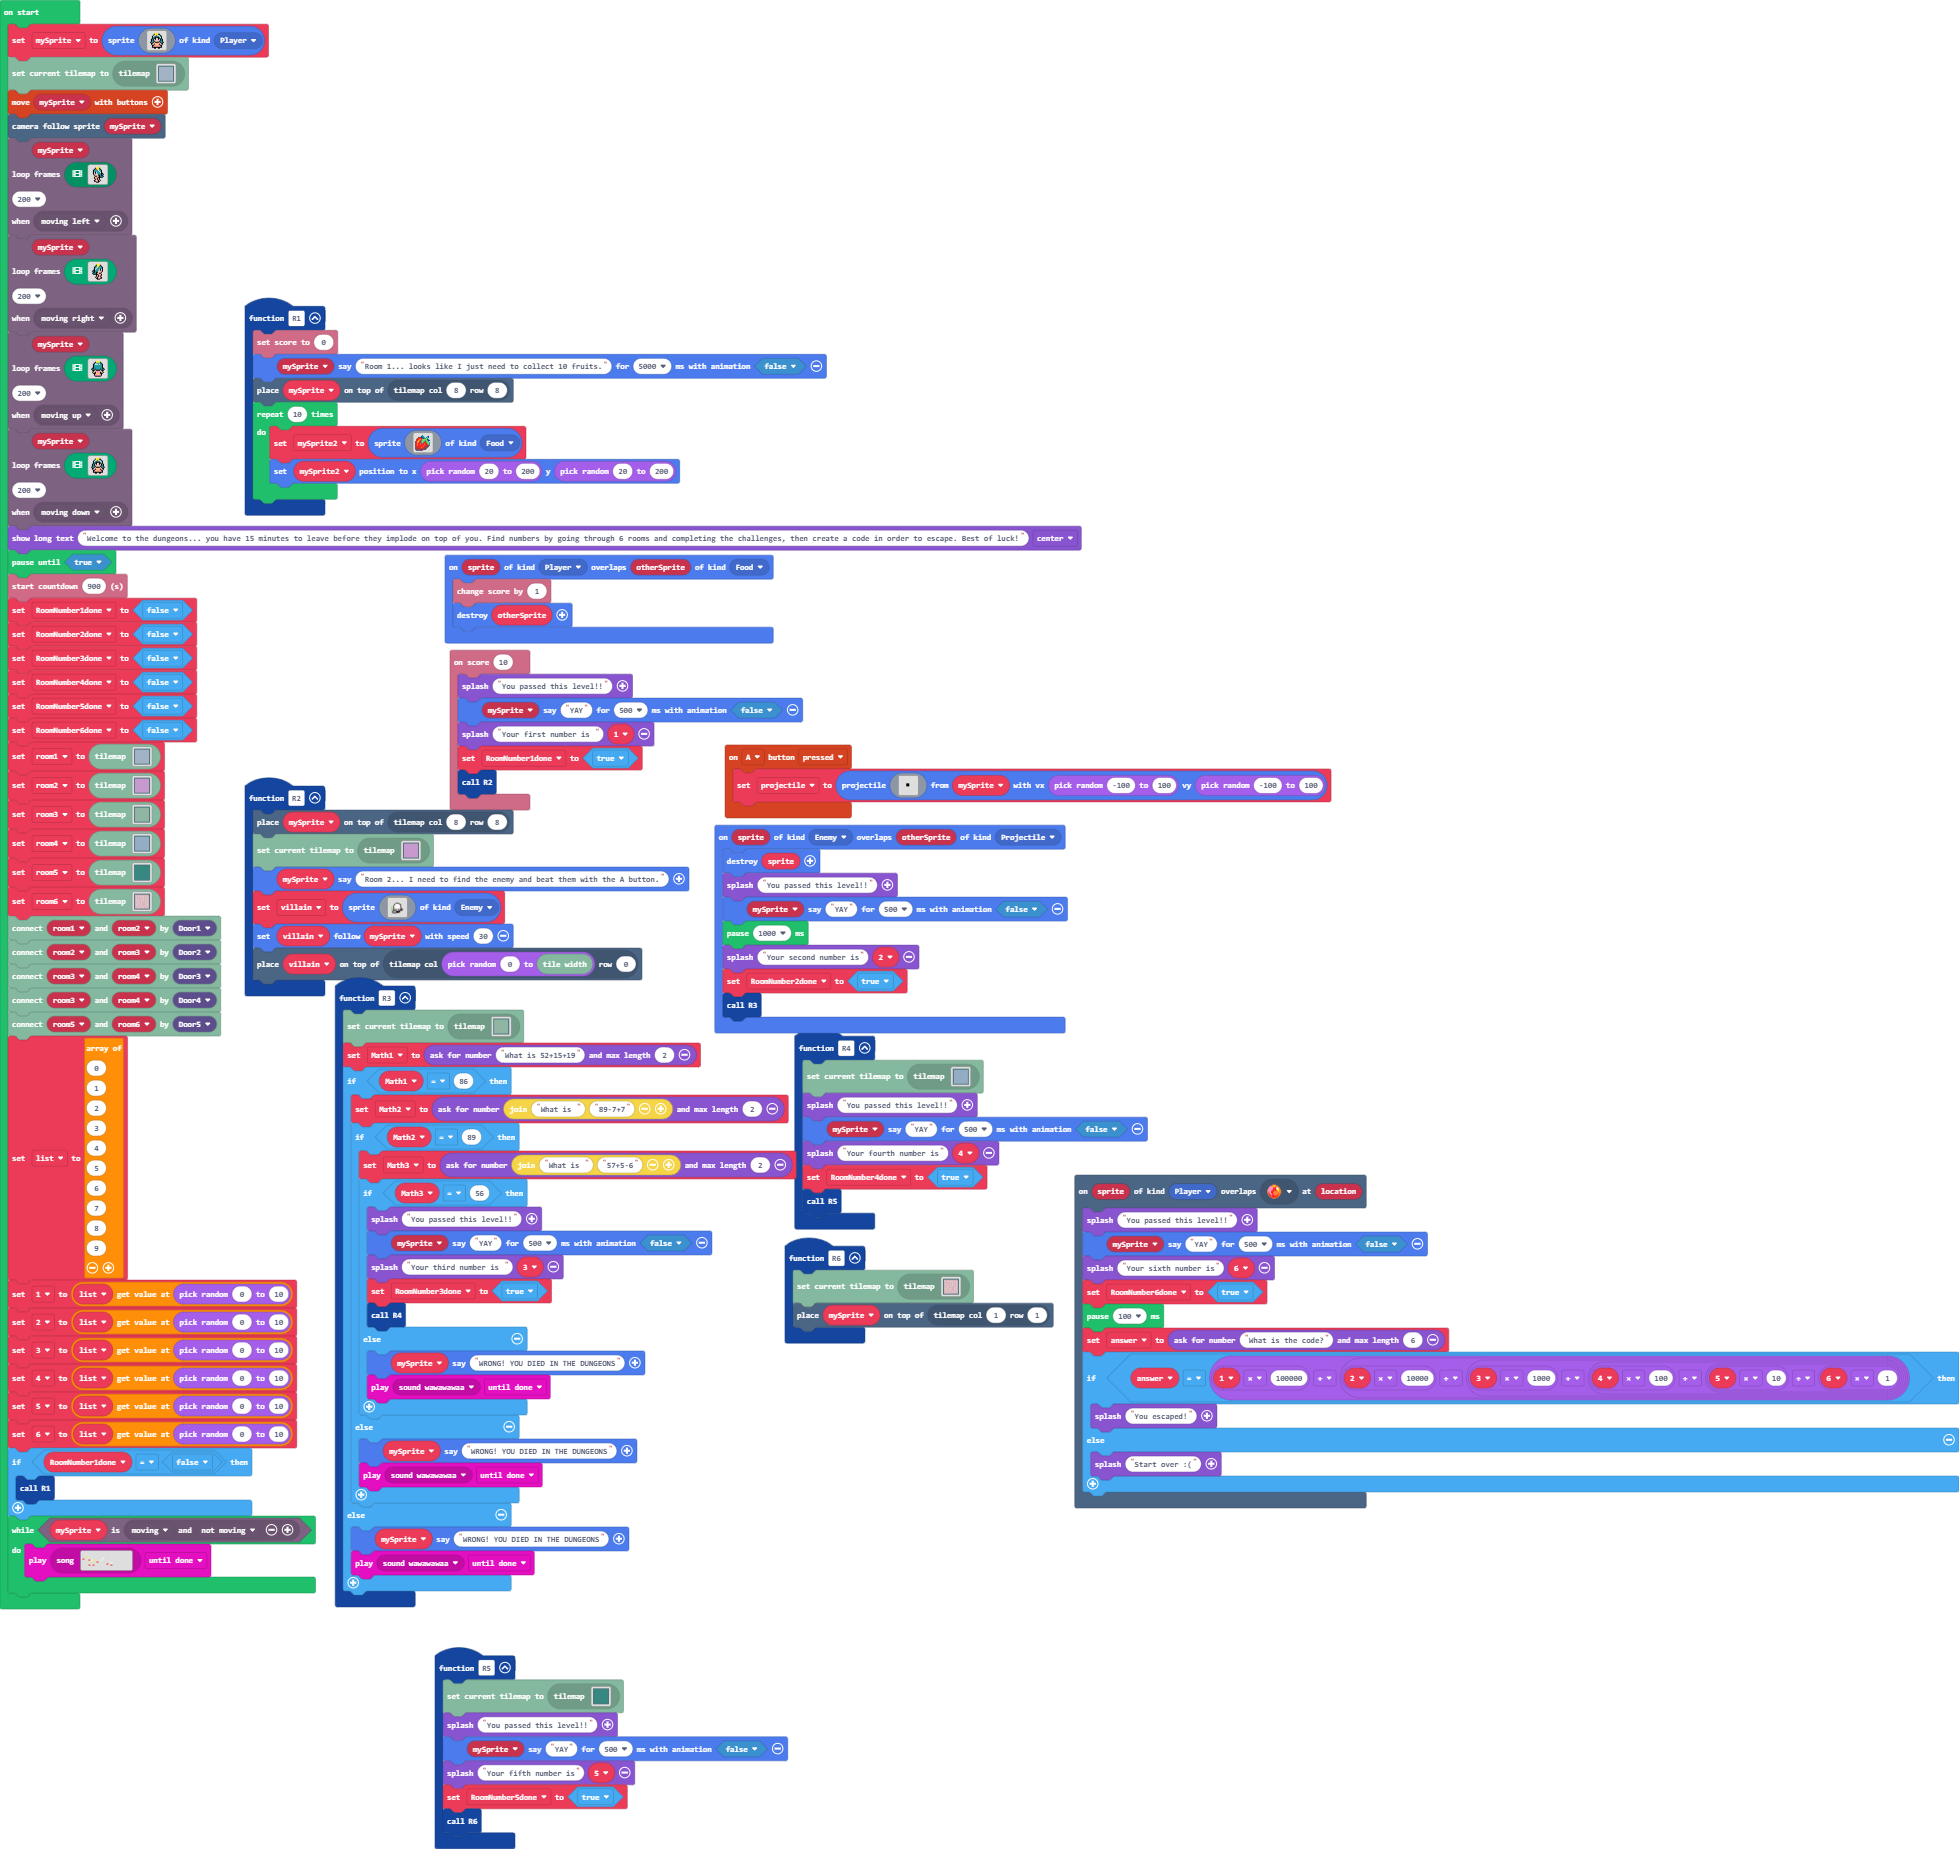 on start
set mySprite to sprite of kind Player
set current tilemap to tilemap
move mySprite with buttons
camera follow sprite mySprite
mySprite
loop frames
200
when moving left
mySprite
loop frames
200
when moving right
mySprite
loop frames
200
when moving up
mySprite
loop frames
200
when moving down
show long text "Welcome to the dungeons... you have 15 minutes to leave before they implode on top of you. Find numbers by going through 6 rooms and completing the challenges, then create a code in order to escape. Best of luck!" center
pause until true
start countdown 900 (s)
set RoomNumber1done to false
set RoomNumber2done to false
set RoomNumber3done to false
set RoomNumber4done to false
set RoomNumber5done to false
set RoomNumber6done to false
set room1 to tilemap
set room2 to tilemap
set room3 to tilemap
set room4 to tilemap
set room5 to tilemap
set room6 to tilemap
connect room1 and room2 by Door1
connect room2 and room3 by Door2
connect room3 and room4 by Door3
connect room3 and room4 by Door4
connect room5 and room6 by Door5
set list to array of
0
1
2
3
4
5
6
7
8
9
set 1 to list get value at pick random 0 to 10
set 2 to list get value at pick random 0 to 10
set 3 to list get value at pick random 0 to 10
set 4 to list get value at pick random 0 to 10
set 5 to list get value at pick random 0 to 10
set 6 to list get value at pick random 0 to 10
if RoomNumber1done = false then
call R1
while mySprite is moving and not moving
do
play song until done
function R1
set score to 0
mySprite say "Room 1... looks like I just need to collect 10 fruits." for 5000 ms with animation false
place mySprite on top of tilemap col 8 row 8
repeat 10 times
do
set mySprite2 to sprite of kind Food
set mySprite2 position to x pick random 20 to 200 y pick random 20 to 200
on sprite of kind Player overlaps otherSprite of kind Food
change score by 1
destroy otherSprite
on score 10
splash "You passed this level!!"
mySprite say "YAY" for 500 ms with animation false
splash "Your first number is " 1
set RoomNumber1done to true
call R2
function R2
place mySprite on top of tilemap col 8 row 8
set current tilemap to tilemap
mySprite say "Room 2... I need to find the enemy and beat them with the A button."
set villain to sprite of kind Enemy
set villain follow mySprite with speed 30
place villain on top of tilemap col pick random 0 to tile width row 0
on A button pressed
set projectile to projectile from mySprite with vx pick random -100 to 100 vy pick random -100 to 100
on sprite of kind Enemy overlaps otherSprite of kind Projectile
destroy sprite
splash "You passed this level!!"
mySprite say "YAY" for 500 ms with animation false
pause 1000 ms
splash "Your second number is" 2
set RoomNumber2done to true
call R3
function R3
set current tilemap to tilemap
set Math1 to ask for number "What is 52+15+19" and max length 2
if Math1 = 86 then
set Math2 to ask for number join "What is " "89-7+7" and max length 2
if Math2 = 89 then
set Math3 to ask for number join "What is " "57+5-6" and max length 2
if Math3 = 56 then
splash "You passed this level!!"
mySprite say "YAY" for 500 ms with animation false
splash "Your third number is " 3
set RoomNumber3done to true
call R4
else
mySprite say "WRONG! YOU DIED IN THE DUNGEONS"
play sound wawawawaa until done
else
mySprite say "WRONG! YOU DIED IN THE DUNGEONS"
play sound wawawawaa until done
else
mySprite say "WRONG! YOU DIED IN THE DUNGEONS"
play sound wawawawaa until done
function R4
set current tilemap to tilemap
splash "You passed this level!!"
mySprite say "YAY" for 500 ms with animation false
splash "Your fourth number is" 4
set RoomNumber4done to true
call R5
function R6
set current tilemap to tilemap
place mySprite on top of tilemap col 1 row 1
on sprite of kind Player overlaps at location
splash "You passed this level!!"
mySprite say "YAY" for 500 ms with animation false
splash "Your sixth number is" 6
set RoomNumber6done to true
pause 100 ms
set answer to ask for number "What is the code?" and max length 6
if answer = 1 × 100000 + 2 × 10000 + 3 × 1000 + 4 × 100 + 5 × 10 + 6 × 1 then
splash "You escaped!"
else
splash "Start over :("
function R5
set current tilemap to tilemap
splash "You passed this level!!"
mySprite say "YAY" for 500 ms with animation false
splash "Your fifth number is" 5
set RoomNumber5done to true
call R6